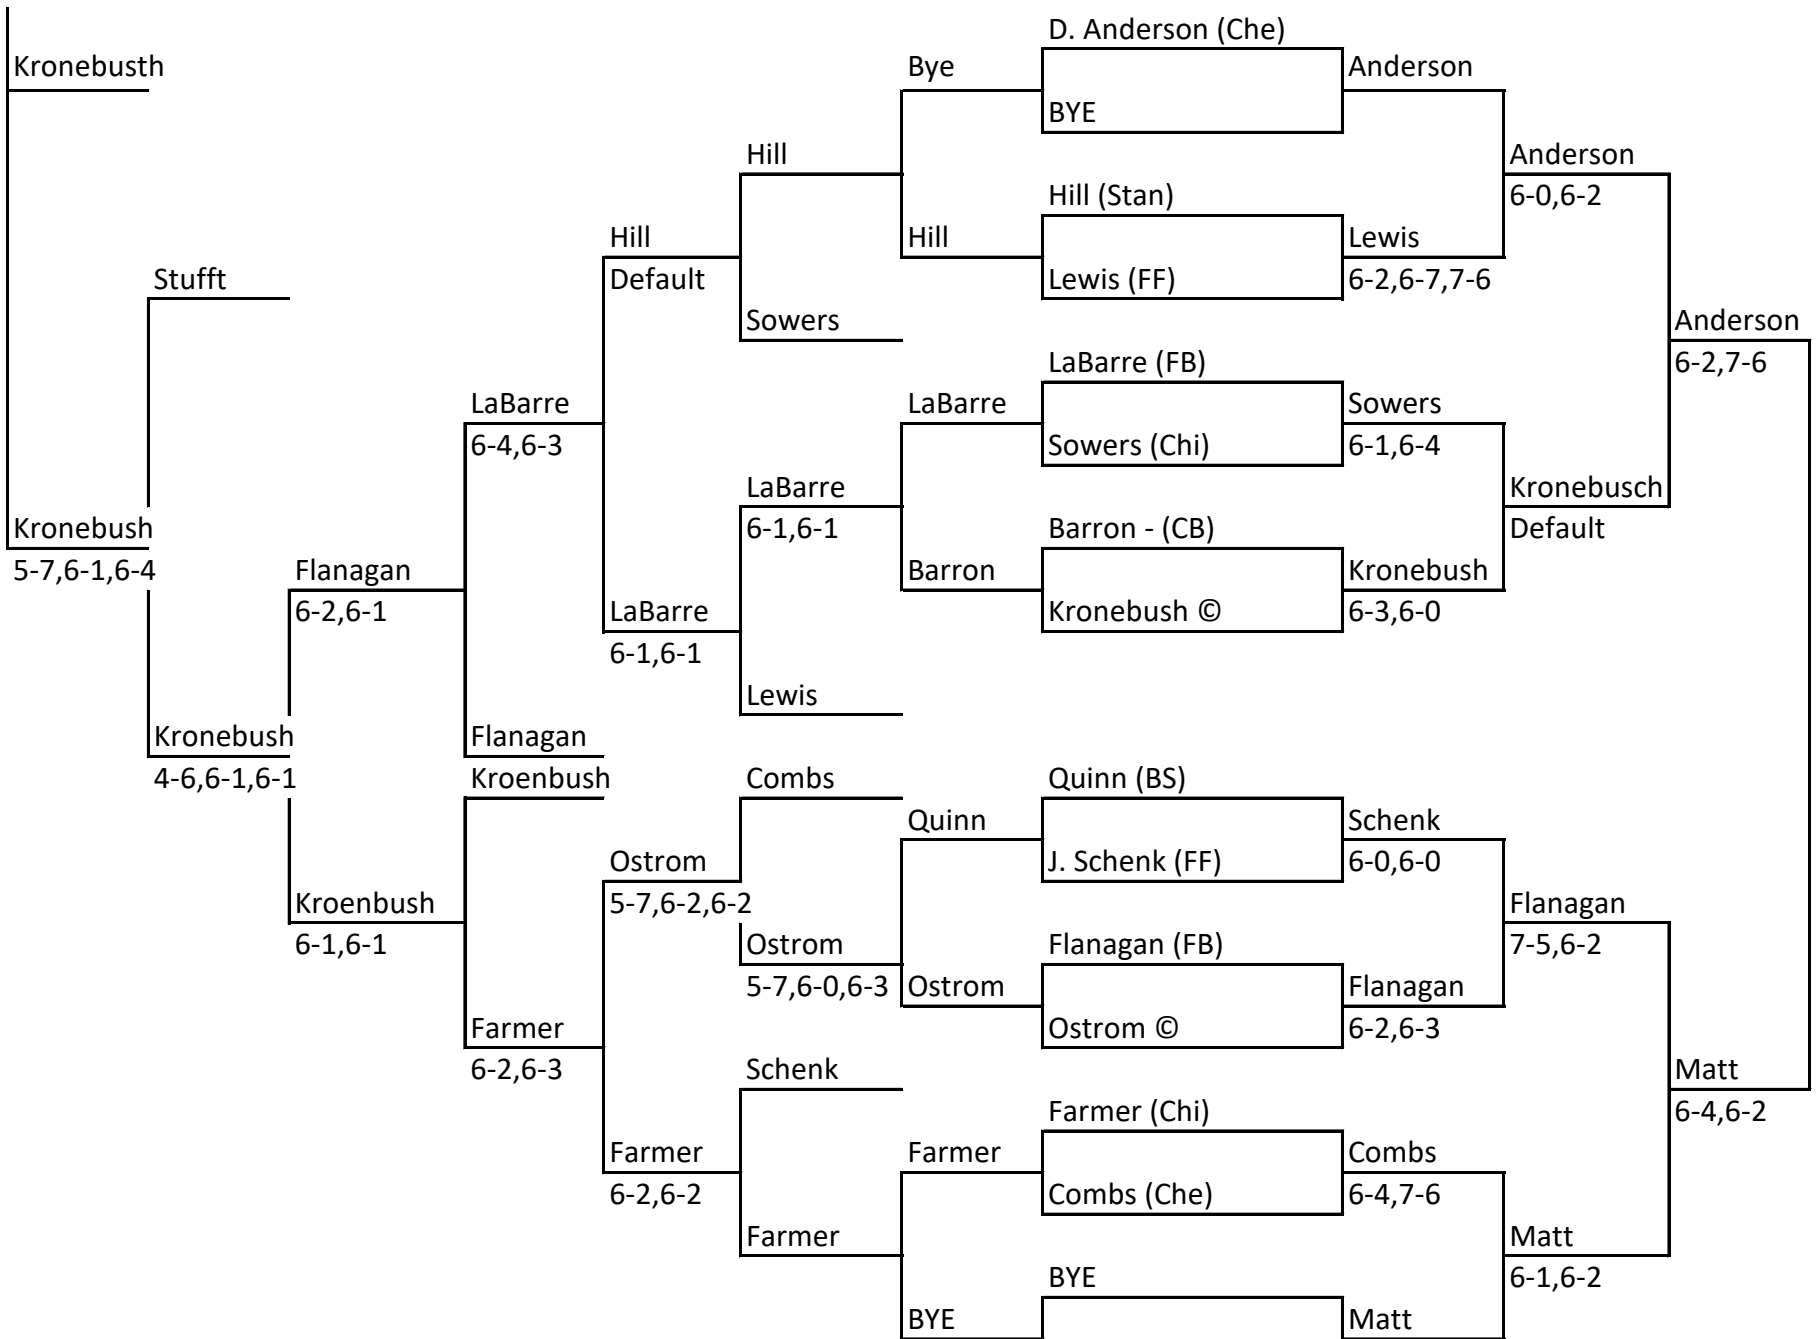 D. Anderson (Che)
Kronebusth
Bye
Anderson
BYE
Hill
Anderson
Hill (Stan)
6-0,6-2
Hill
Hill
Lewis
Stufft
Default
Lewis (FF)
6-2,6-7,7-6
Sowers
Anderson
LaBarre (FB)
6-2,7-6
LaBarre
LaBarre
Sowers
6-4,6-3
Sowers (Chi)
6-1,6-4
LaBarre
Kronebusch
Kronebush
6-1,6-1
Barron - (CB)
Default
5-7,6-1,6-4
Flanagan
Barron
Kronebush
6-2,6-1
LaBarre
Kronebush ©
6-3,6-0
6-1,6-1
Lewis
Kronebush
Flanagan
4-6,6-1,6-1
Kroenbush
Combs
Quinn (BS)
Quinn
Schenk
Ostrom
J. Schenk (FF)
6-0,6-0
Kroenbush
5-7,6-2,6-2
Flanagan
6-1,6-1
Ostrom
Flanagan (FB)
7-5,6-2
5-7,6-0,6-3
Ostrom
Flanagan
Farmer
Ostrom ©
6-2,6-3
6-2,6-3
Schenk
Matt
Farmer (Chi)
6-4,6-2
Farmer
Farmer
Combs
6-2,6-2
Combs (Che)
6-4,7-6
Farmer
Matt
BYE
6-1,6-2
BYE
Matt